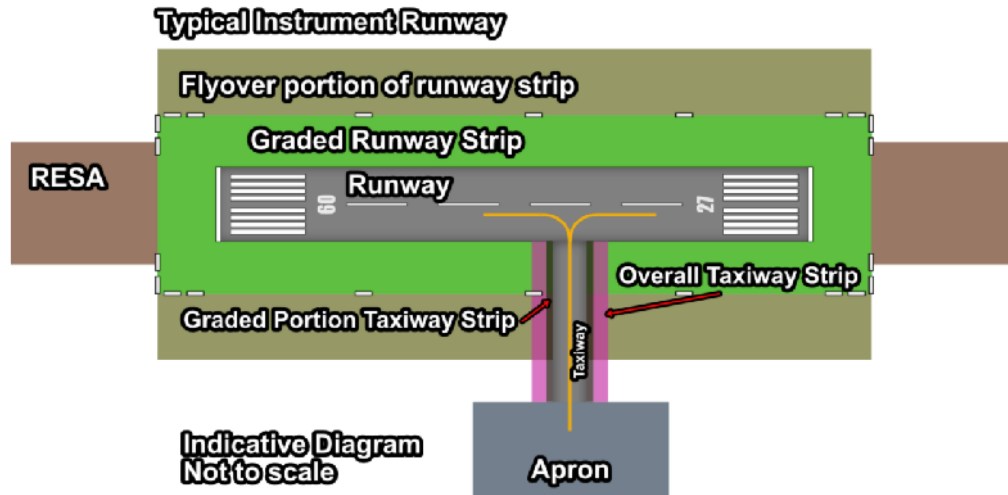 Typical Instrument Runway
Flyover portion of runway strip
Graded Runway Strip
RESA
Runway
09
27
Overall Taxiway Strip
Graded Portion Taxiway Strip
Taxiway
Indicative Diagram
Not to scale
Apron